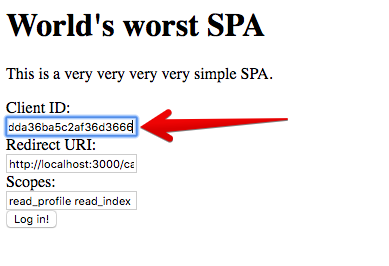 World's worst SPA
This is a very very very very simple SPA.
Client ID:
dda36ba5c2af36d3666
Redirect URI:
http://localhost:3000/ca
Scopes:
read_profile read_index
Log in!